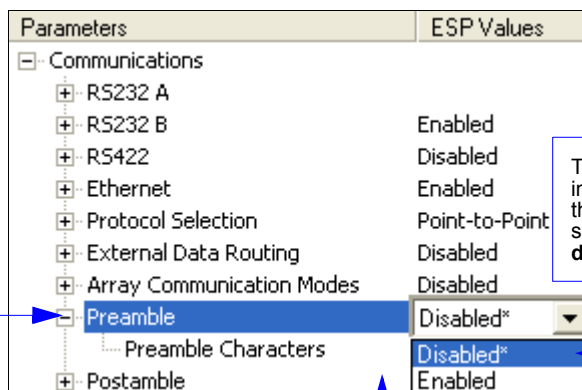 Parameters ESP Values
Communications
RS232 A
RS232 B Enabled
RS422 Disabled
Ethernet Enabled
Protocol Selection Point-to-Point
External Data Routing Disabled
Array Communication Modes Disabled
Preamble Disabled*
Preamble Characters Disabled*
Postamble Enabled